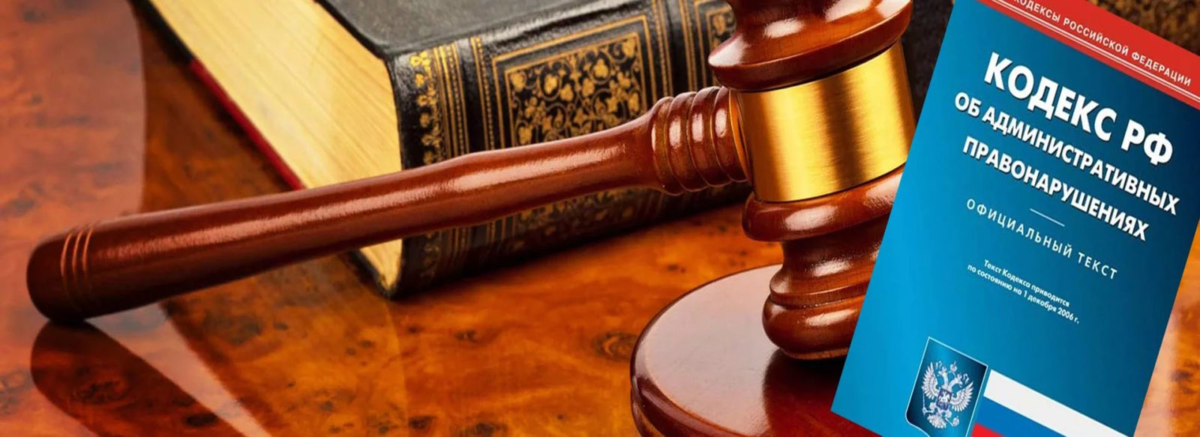 КОДЕКСЫ РОССИЙСКОЙ ФЕДЕРАЦИИ
КОДЕКС РФ
ОБ АДМИНИСТРАТИВНЫХ
ПРАВОНАРУШЕНИЯХ
ОФИЦИАЛЬНЫЙ ТЕКСТ
Текст Кодекса приводится
по состоянию на 1 декабря 2006 г.